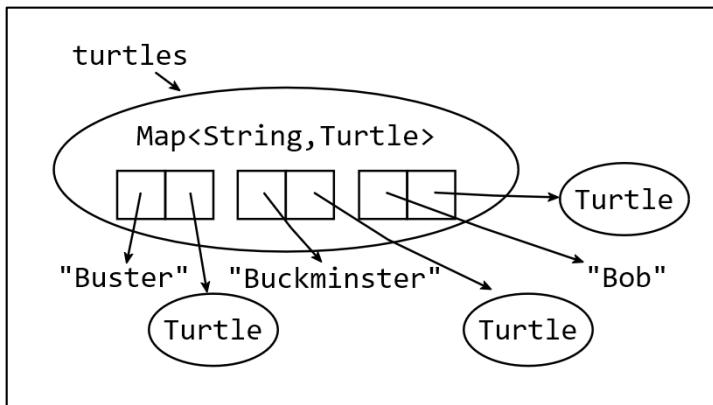 turtles
Map<String,Turtle>
Turtle
"Buster" "Buckminster" "Bob"
Turtle Turtle